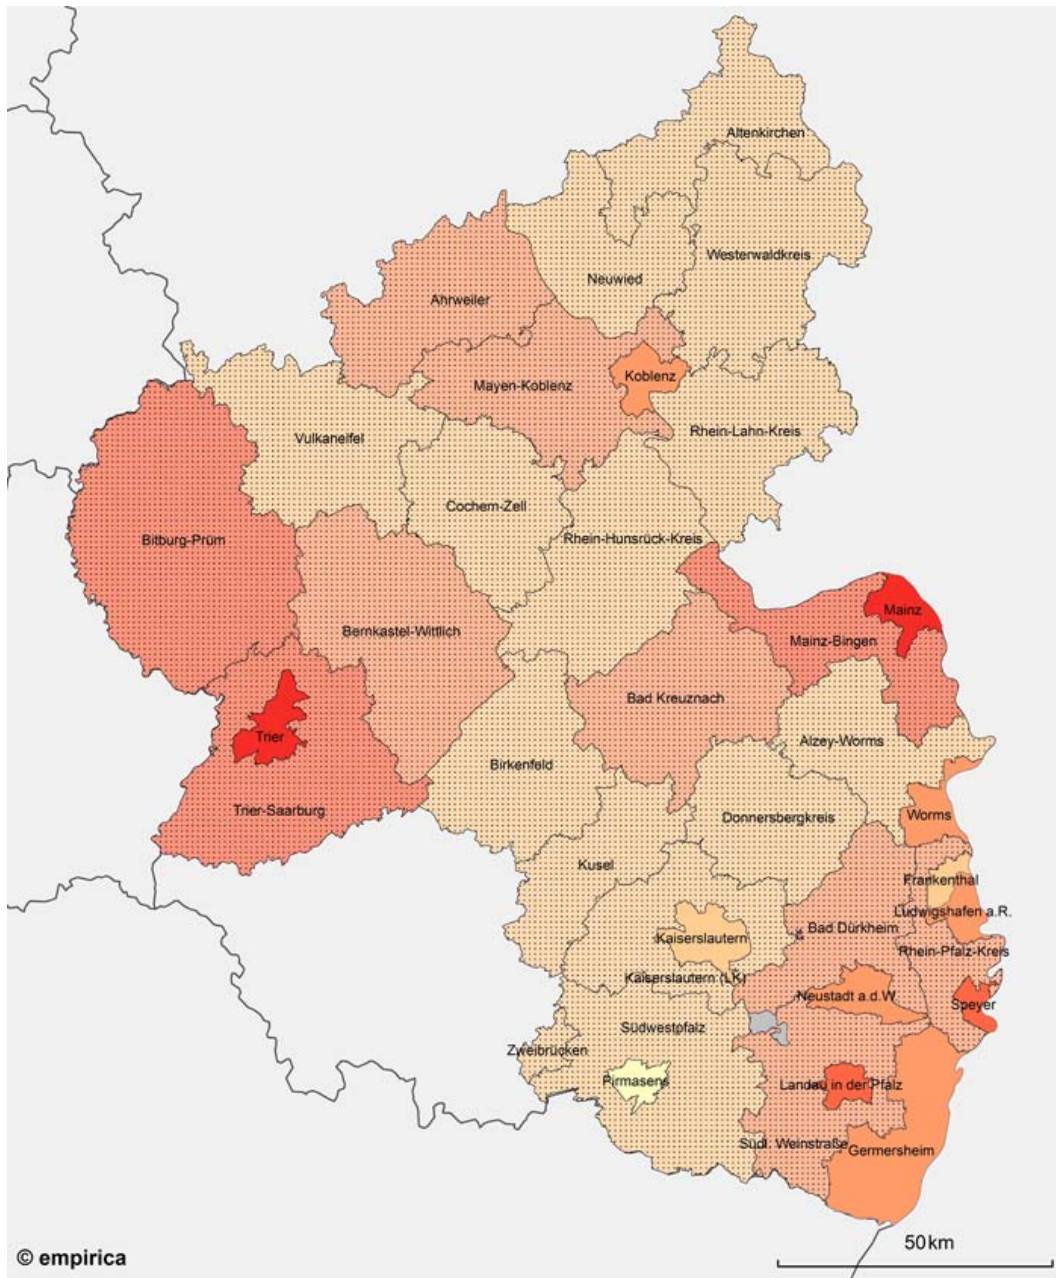 Altenkirchen
Westerwaldkreis
Neuwied
Ahrweiler
Koblenz
Mayen-Koblenz
Rhein-Lahn-Kreis
Vulkaneifel
Cochem-Zell
Rhein-Hunsrück-Kreis
Bitburg-Prüm
Mainz
Bernkastel-Wittlich
Mainz-Bingen
Bad Kreuznach
Trier
Alzey-Worms
Birkenfeld
Trier-Saarburg
Worms
Donnersbergkreis
Kusel
Frankenthal
Ludwigshafen a.R.
Bad Dürkheim
Kaiserslautern
Rhein-Pfalz-Kreis
Kaiserslautern (LK)
Neustadt a.d.W
Speyer
Südwestpfalz
Zweibrücken
Pirmasens
Landau in der Pfalz
Südl. Weinstraße
Germersheim
50 km
© empirica